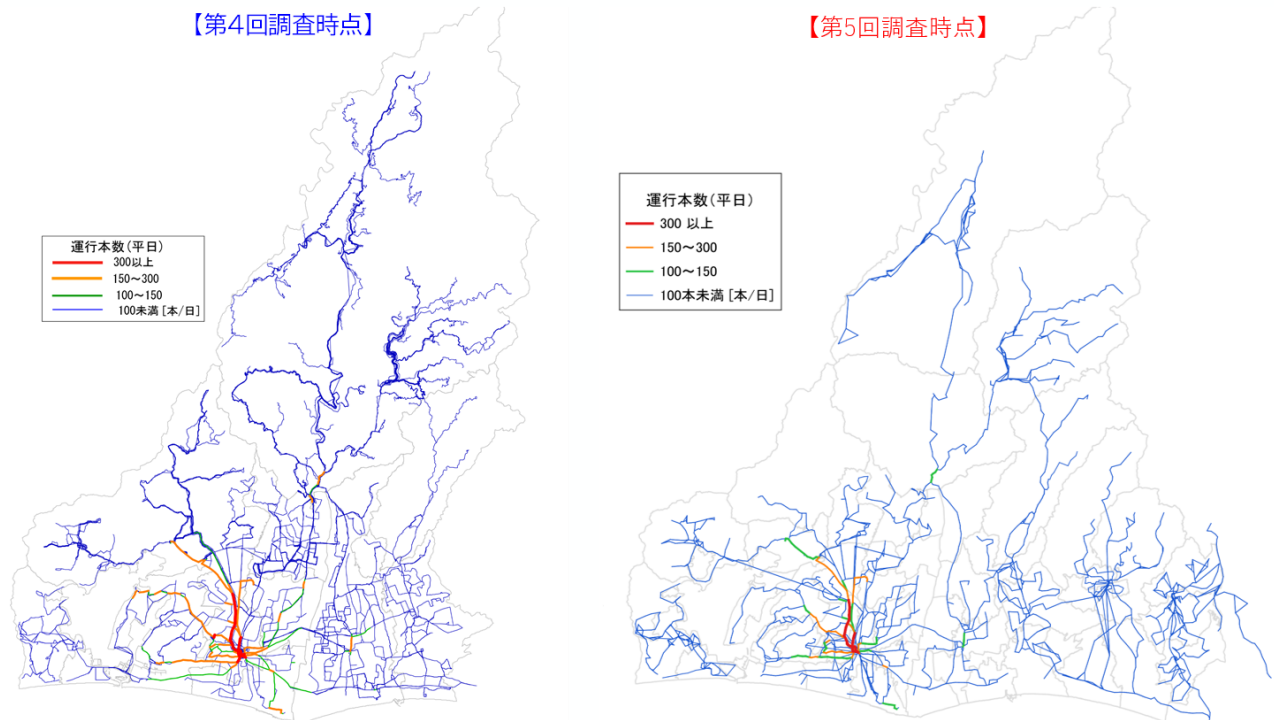 【第4回調査時点】
運行本数(平日)
300以上
150〜300
100〜150
100未満 [本/日]
【第5回調査時点】
運行本数(平日)
300 以上
150〜300
100〜150
100本未満 [本/日]